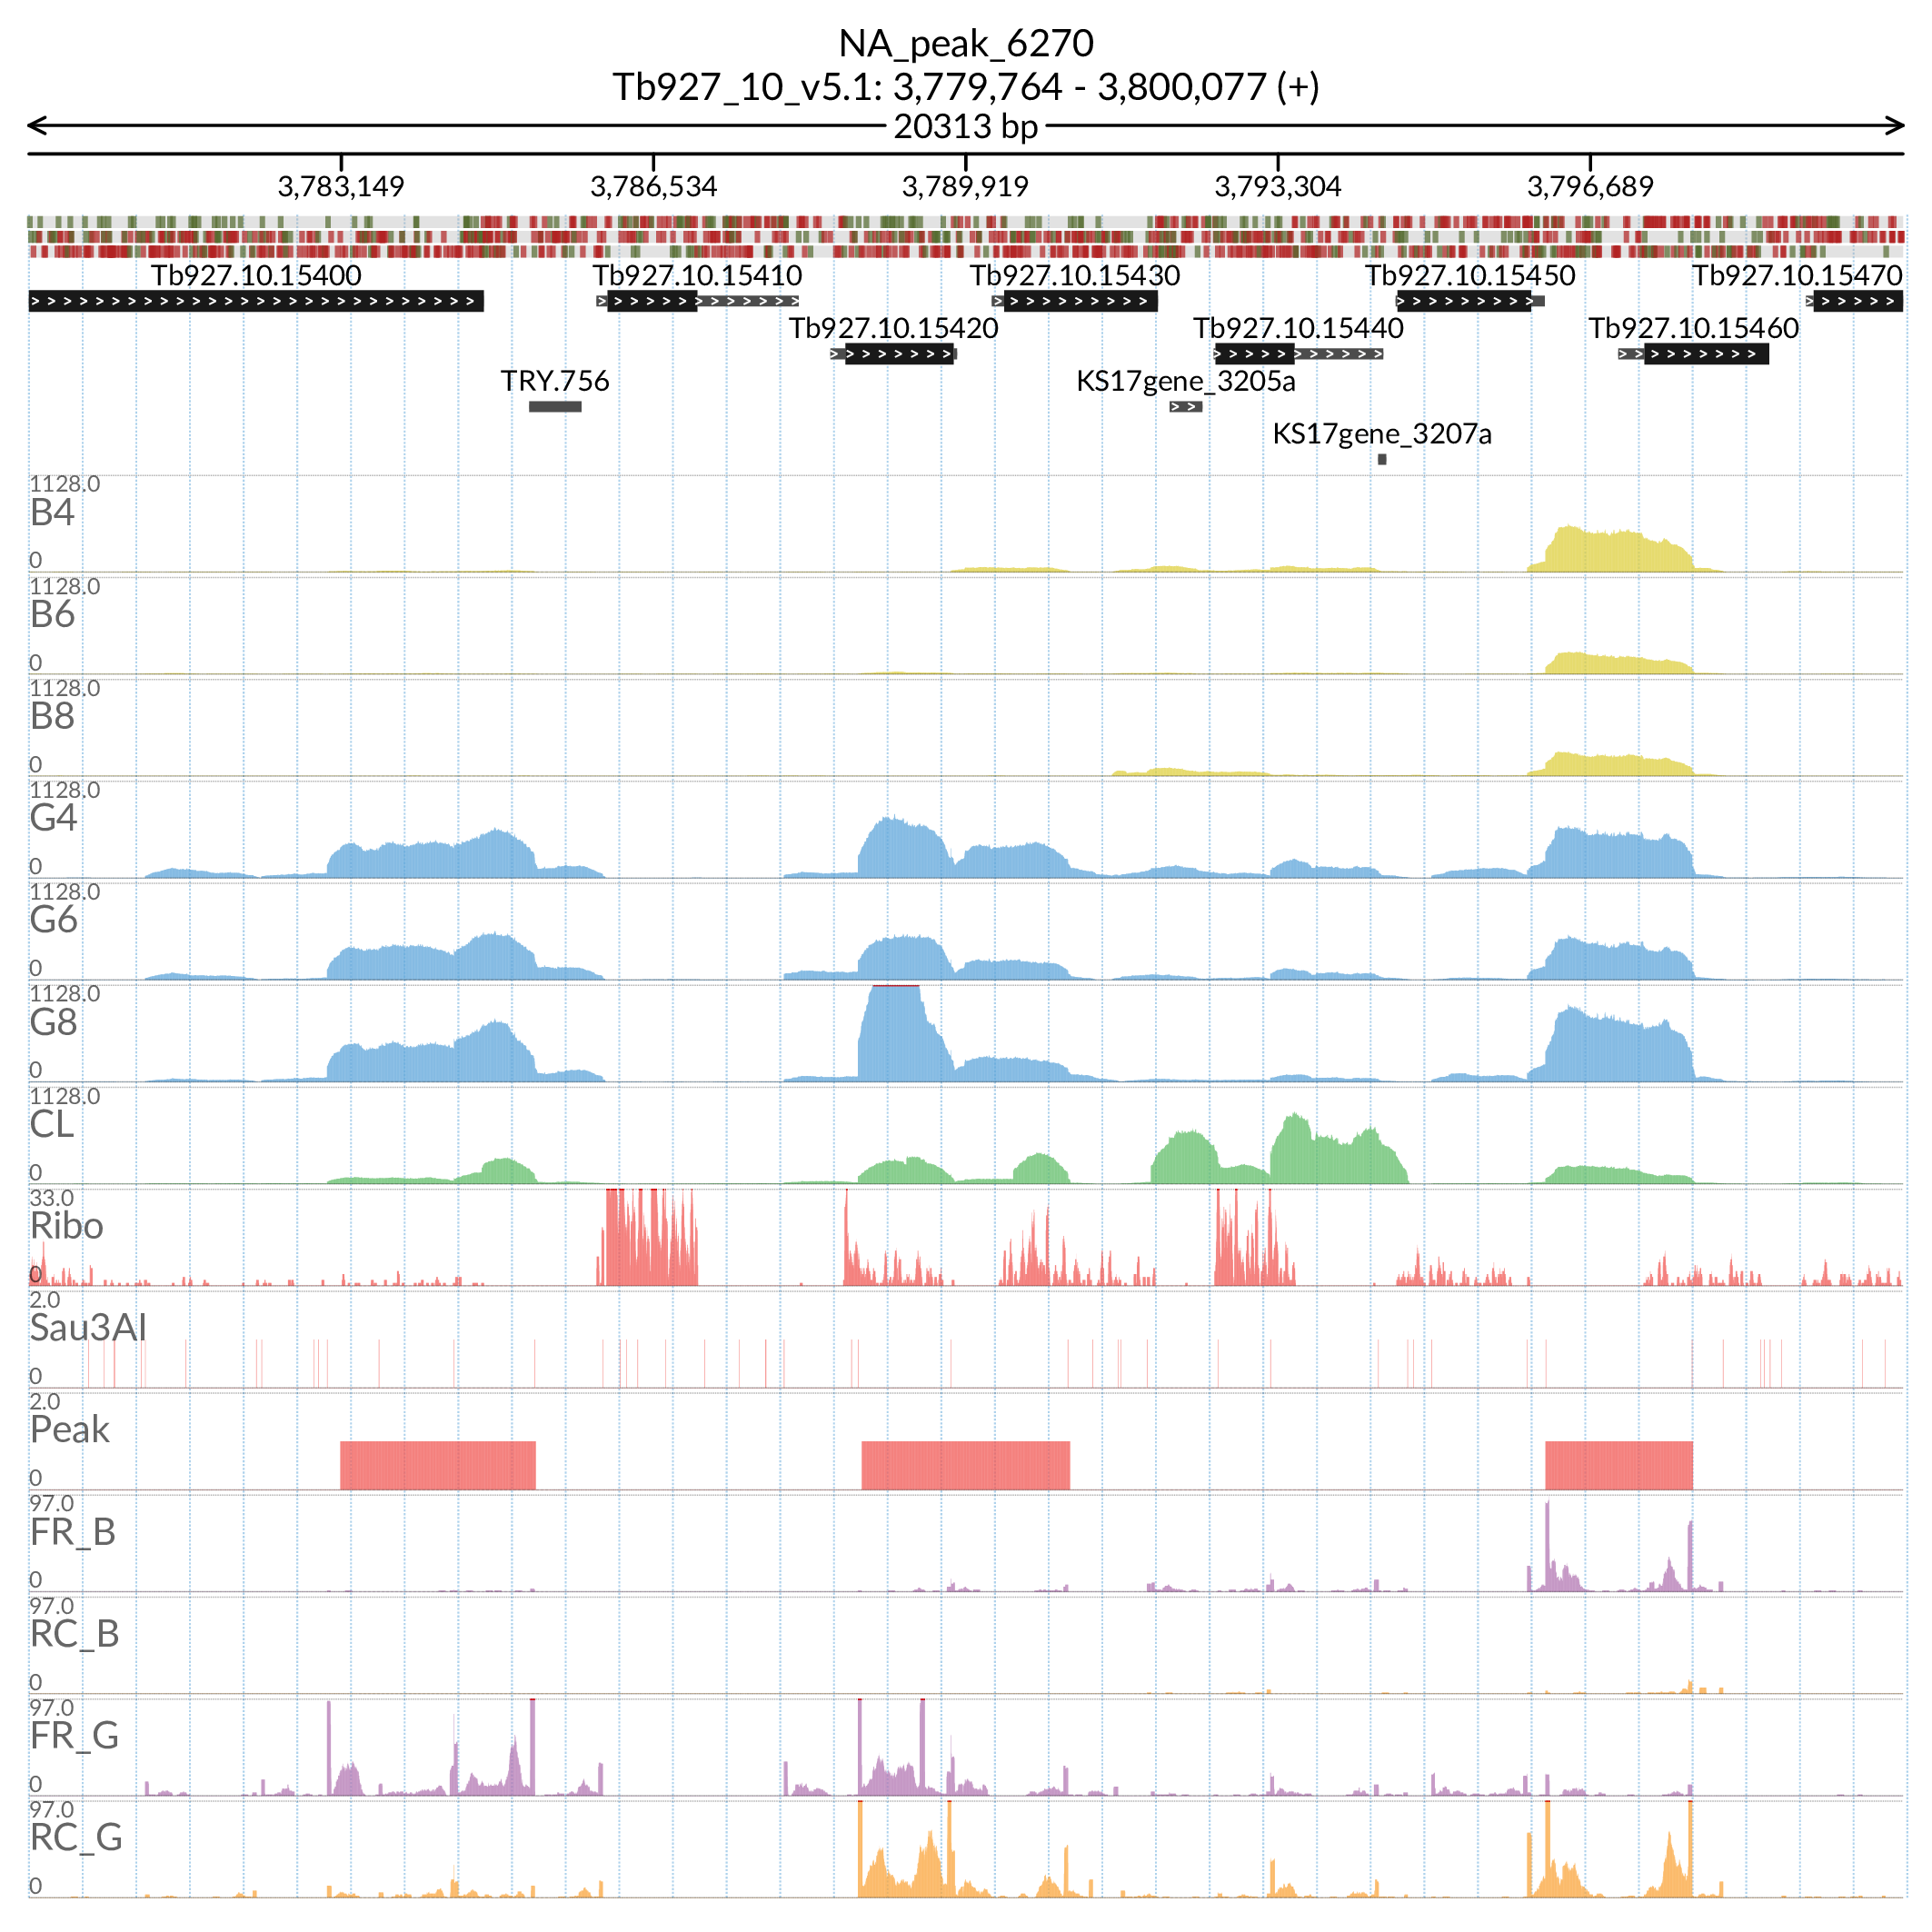 NA_peak_6270
Tb927_10_v5.1: 3,779,764 - 3,800,077 (+)
20313 bp
3,783,149 3,786,534 3,789,919 3,793,304 3,796,689
Tb927.10.15400 Tb927.10.15410 Tb927.10.15430 Tb927.10.15450 Tb927.10.15470
Tb927.10.15420 Tb927.10.15440 Tb927.10.15460
TRY.756 KS17gene_3205a
KS17gene_3207a
1128.0
B4
0
1128.0
B6
0
1128.0
B8
0
1128.0
G4
0
1128.0
G6
0
1128.0
G8
0
1128.0
CL
0
33.0
Ribo
0
2.0
Sau3AI
0
2.0
Peak
0
97.0
FR_B
0
97.0
RC_B
0
97.0
FR_G
0
97.0
RC_G
0